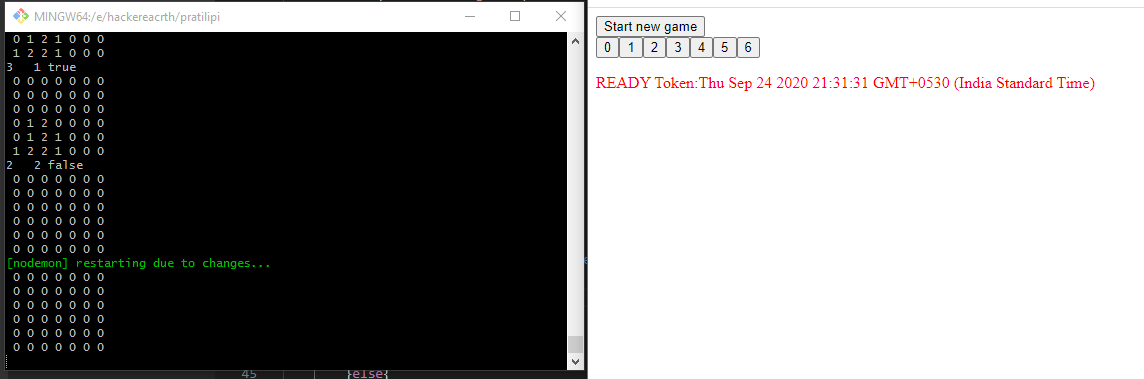 MINGW64:/e/hackereacrth/pratilipi
0 1 2 1 0 0 0
1 2 2 1 0 0 0
3 1 true
0 0 0 0 0 0 0
0 0 0 0 0 0 0
0 0 0 0 0 0 0
0 1 2 0 0 0 0
0 1 2 1 0 0 0
1 2 2 1 0 0 0
2 2 false
0 0 0 0 0 0 0
0 0 0 0 0 0 0
0 0 0 0 0 0 0
0 0 0 0 0 0 0
0 0 0 0 0 0 0
0 0 0 0 0 0 0
[nodemon] restarting due to changes...
0 0 0 0 0 0 0
0 0 0 0 0 0 0
0 0 0 0 0 0 0
0 0 0 0 0 0 0
0 0 0 0 0 0 0
0 0 0 0 0 0 0
45 }else{
Start new game
0 1 2 3 4 5 6
READY Token:Thu Sep 24 2020 21:31:31 GMT+0530 (India Standard Time)